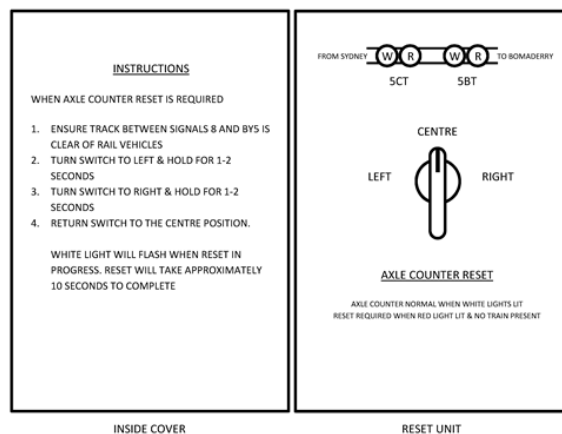 INSTRUCTIONS
WHEN AXLE COUNTER RESET IS REQUIRED
1. ENSURE TRACK BETWEEN SIGNALS 8 AND BY5 IS
CLEAR OF RAIL VEHICLES
2. TURN SWITCH TO LEFT & HOLD FOR 1-2
SECONDS
3. TURN SWITCH TO RIGHT & HOLD FOR 1-2
SECONDS
4. RETURN SWITCH TO THE CENTRE POSITION.
WHITE LIGHT WILL FLASH WHEN RESET IN
PROGRESS. RESET WILL TAKE APPROXIMATELY
10 SECONDS TO COMPLETE
INSIDE COVER
FROM SYDNEY W R W R TO BOMADERRY
5CT 5BT
CENTRE
LEFT RIGHT
AXLE COUNTER RESET
AXLE COUNTER NORMAL WHEN WHITE LIGHTS LIT
RESET REQUIRED WHEN RED LIGHT LIT & NO TRAIN PRESENT
RESET UNIT